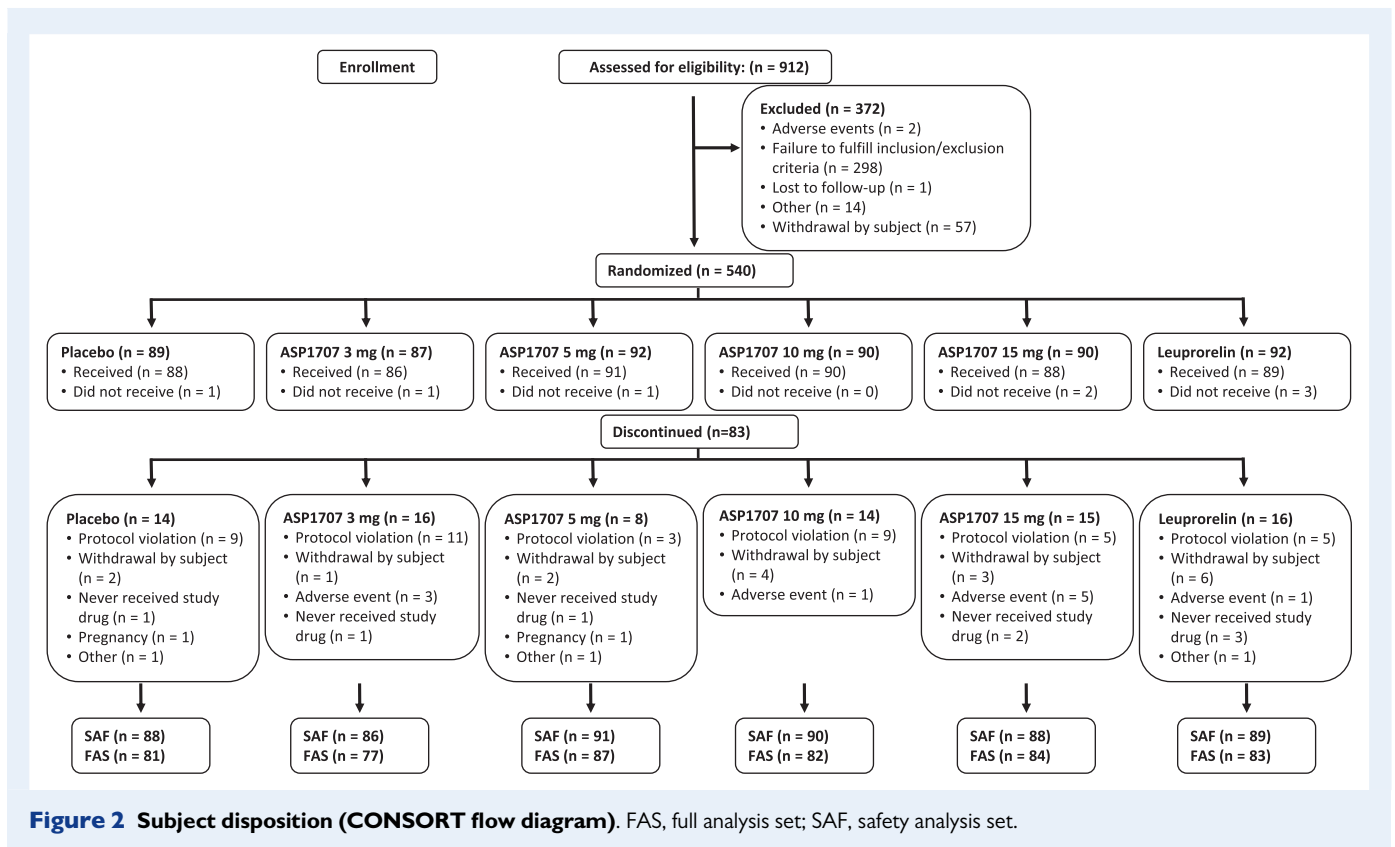 Enrollment
Assessed for eligibility: (n = 912)
Excluded (n = 372)
• Adverse events (n = 2)
• Failure to fulfill inclusion/exclusion
criteria (n = 298)
• Lost to follow-up (n = 1)
• Other (n = 14)
• Withdrawal by subject (n = 57)
Randomized (n = 540)
Placebo (n = 89)
• Received (n = 88)
• Did not receive (n = 1)
ASP1707 3 mg (n = 87)
• Received (n = 86)
• Did not receive (n = 1)
ASP1707 5 mg (n = 92)
• Received (n = 91)
• Did not receive (n = 1)
ASP1707 10 mg (n = 90)
• Received (n = 90)
• Did not receive (n = 0)
ASP1707 15 mg (n = 90)
• Received (n = 88)
• Did not receive (n = 2)
Leuprorelin (n = 92)
• Received (n = 89)
• Did not receive (n = 3)
Discontinued (n=83)
Placebo (n = 14)
• Protocol violation (n = 9)
• Withdrawal by subject
(n = 2)
• Never received study
drug (n = 1)
• Pregnancy (n = 1)
• Other (n = 1)
ASP1707 3 mg (n = 16)
• Protocol violation (n = 11)
• Withdrawal by subject
(n = 1)
• Adverse event (n = 3)
• Never received study
drug (n = 1)
ASP1707 5 mg (n = 8)
• Protocol violation (n = 3)
• Withdrawal by subject
(n = 2)
• Never received study
drug (n = 1)
• Pregnancy (n = 1)
• Other (n = 1)
ASP1707 10 mg (n = 14)
• Protocol violation (n = 9)
• Withdrawal by subject
(n = 4)
• Adverse event (n = 1)
ASP1707 15 mg (n = 15)
• Protocol violation (n = 5)
• Withdrawal by subject
(n = 3)
• Adverse event (n = 5)
• Never received study
drug (n = 2)
Leuprorelin (n = 16)
• Protocol violation (n = 5)
• Withdrawal by subject
(n = 6)
• Adverse event (n = 1)
• Never received study
drug (n = 3)
• Other (n = 1)
SAF (n = 88)
FAS (n = 81)
SAF (n = 86)
FAS (n = 77)
SAF (n = 91)
FAS (n = 87)
SAF (n = 90)
FAS (n = 82)
SAF (n = 88)
FAS (n = 84)
SAF (n = 89)
FAS (n = 83)
Figure 2 Subject disposition (CONSORT flow diagram). FAS, full analysis set; SAF, safety analysis set.